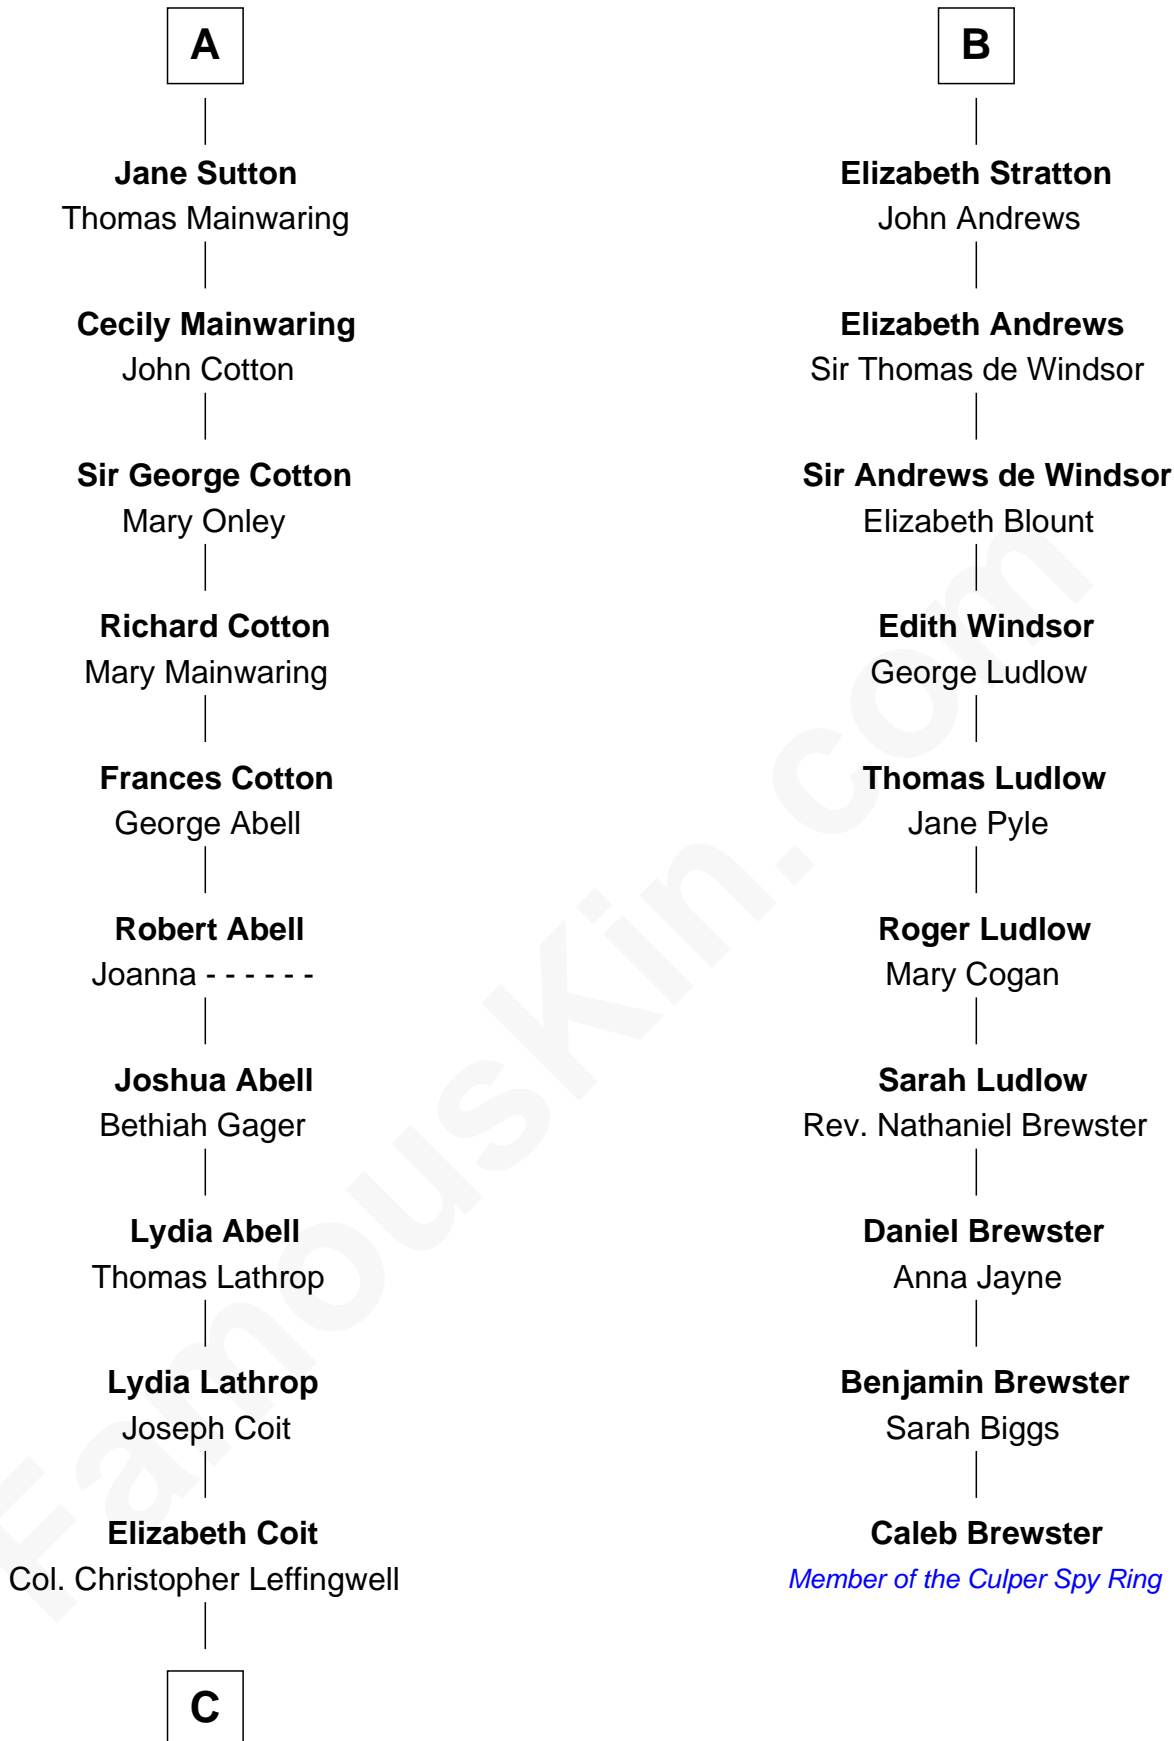 A
Jane Sutton
Thomas Mainwaring
Cecily Mainwaring
John Cotton
Sir George Cotton
Mary Onley
Richard Cotton
Mary Mainwaring
Frances Cotton
George Abell
Robert Abell
Joanna - - - - - -
Joshua Abell
Bethiah Gager
Lydia Abell
Thomas Lathrop
Lydia Lathrop
Joseph Coit
Elizabeth Coit
Col. Christopher Leffingwell
C
B
Elizabeth Stratton
John Andrews
Elizabeth Andrews
Sir Thomas de Windsor
Sir Andrews de Windsor
Elizabeth Blount
Edith Windsor
George Ludlow
Thomas Ludlow
Jane Pyle
Roger Ludlow
Mary Cogan
Sarah Ludlow
Rev. Nathaniel Brewster
Daniel Brewster
Anna Jayne
Benjamin Brewster
Sarah Biggs
Caleb Brewster
Member of the Culper Spy Ring
FamousKin.com